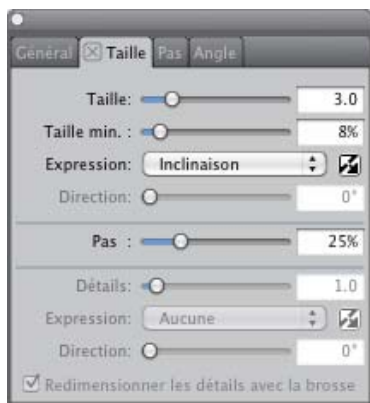 Général Taille Pas Angle
Taille: 3.0
Taille min. : 8%
Expression: Inclinaison
Direction: 0°
Pas : 25%
Détails: 1.0
Expression: Aucune
Direction: 0°
Redimensionner les détails avec la brosse